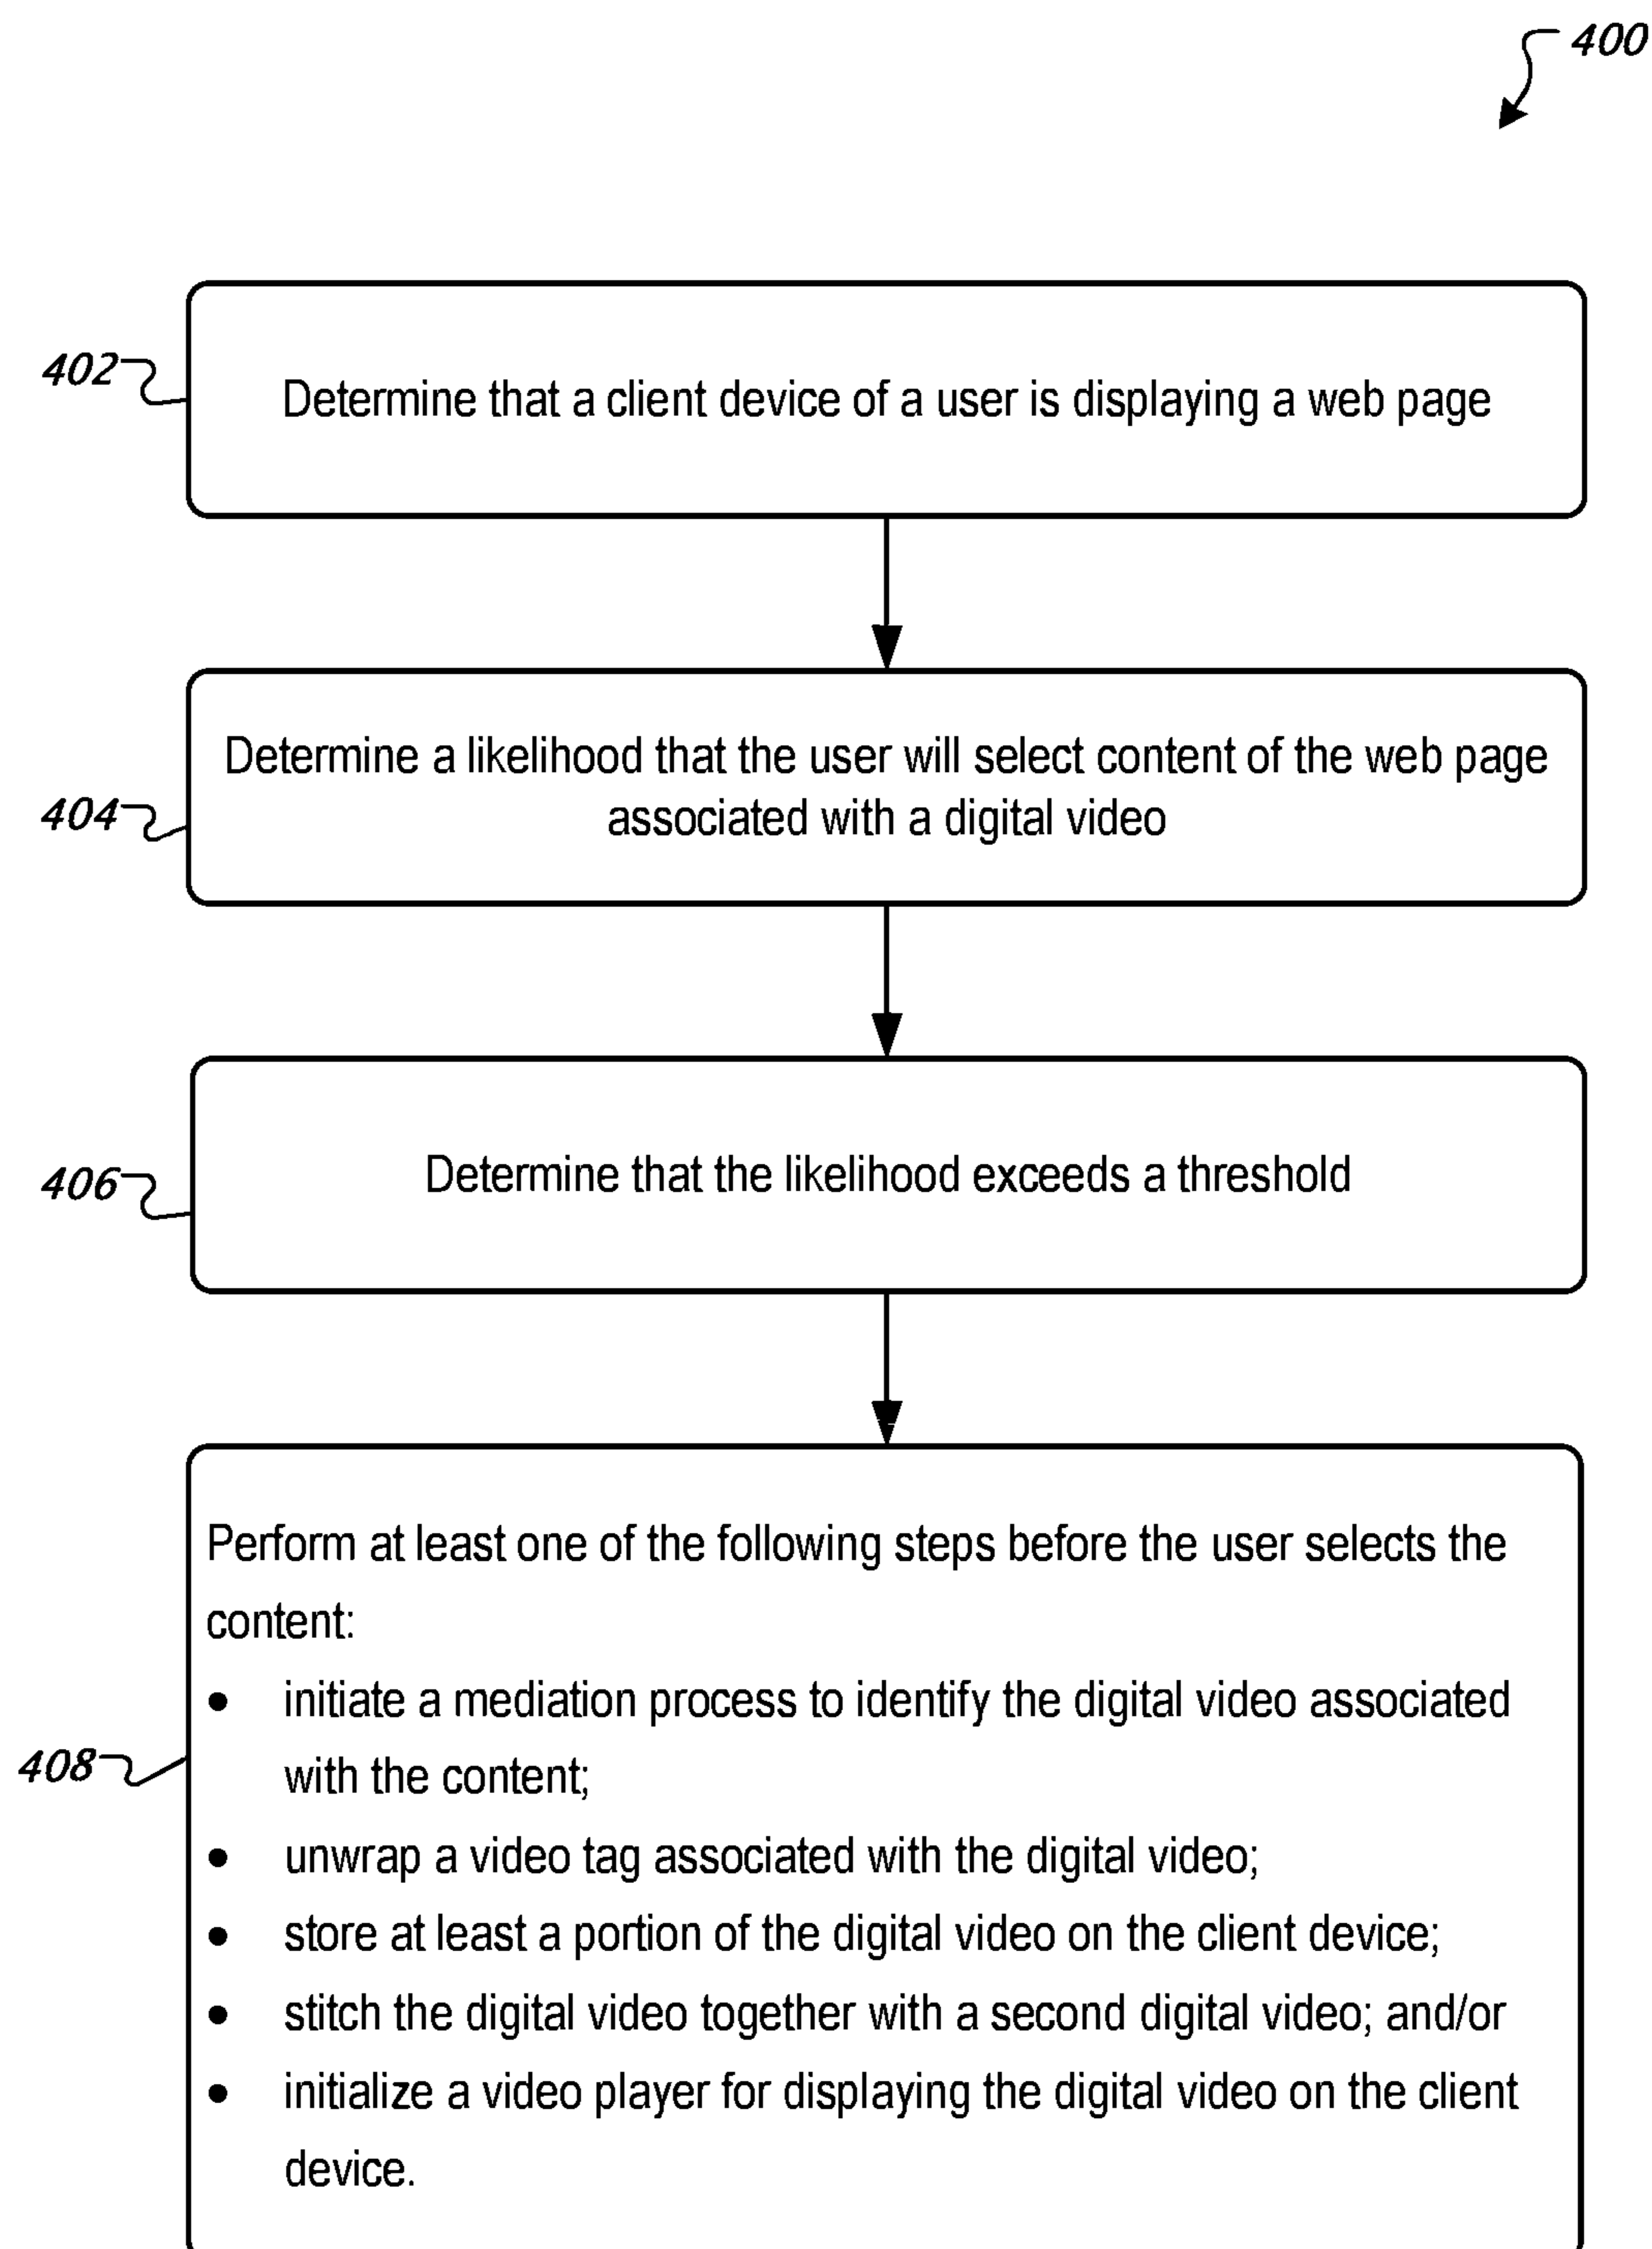 400
402
Determine that a client device of a user is displaying a web page
404
Determine a likelihood that the user will select content of the web page
associated with a digital video
406
Determine that the likelihood exceeds a threshold
408
Perform at least one of the following steps before the user selects the
content:
• initiate a mediation process to identify the digital video associated
with the content;
• unwrap a video tag associated with the digital video;
• store at least a portion of the digital video on the client device;
• stitch the digital video together with a second digital video; and/or
• initialize a video player for displaying the digital video on the client
device.